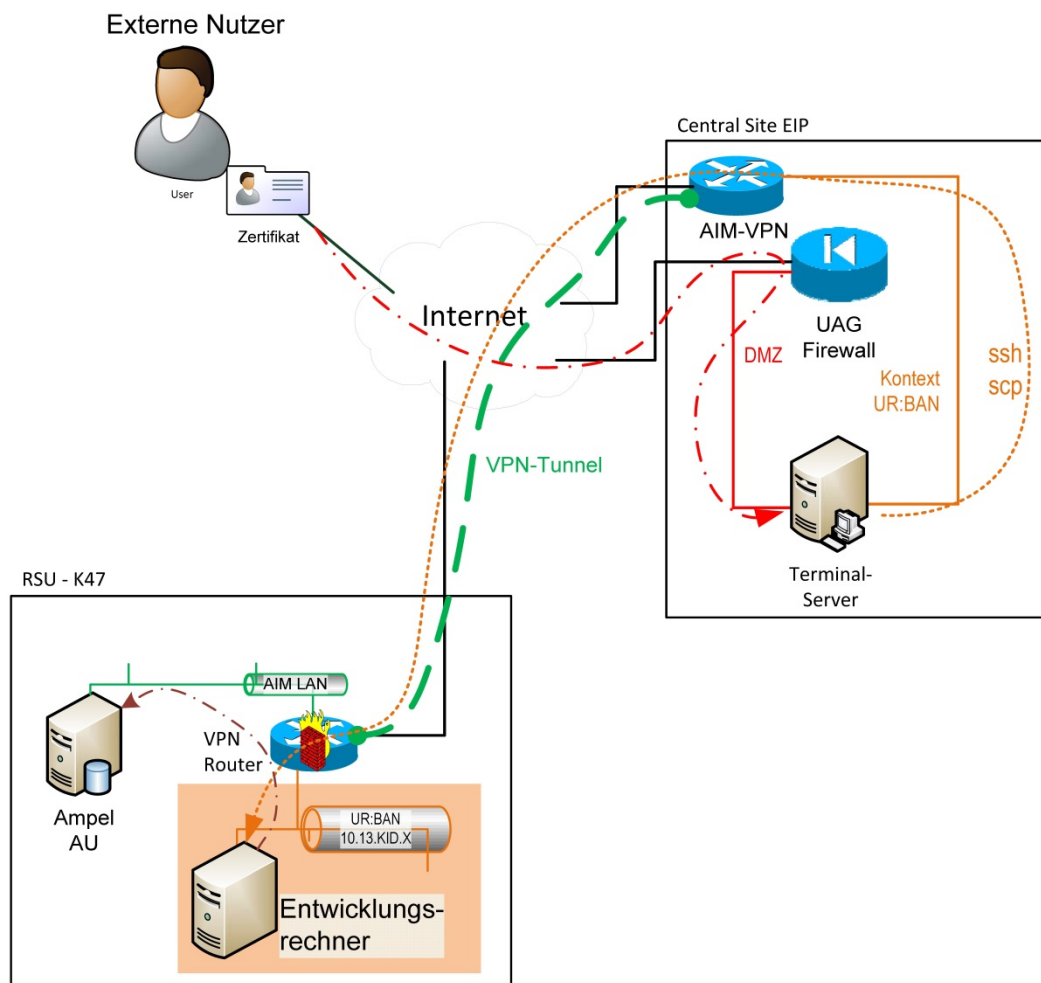 Externe Nutzer
User
Zertifikat
Internet
VPN-Tunnel
Central Site EIP
AIM-VPN
UAG
Firewall
DMZ
Kontext
UR:BAN
ssh
scp
Terminal-
Server
RSU - K47
AIM LAN
VPN
Router
Ampel
AU
UR:BAN
10.13.KID.X
Entwicklungs-
rechner